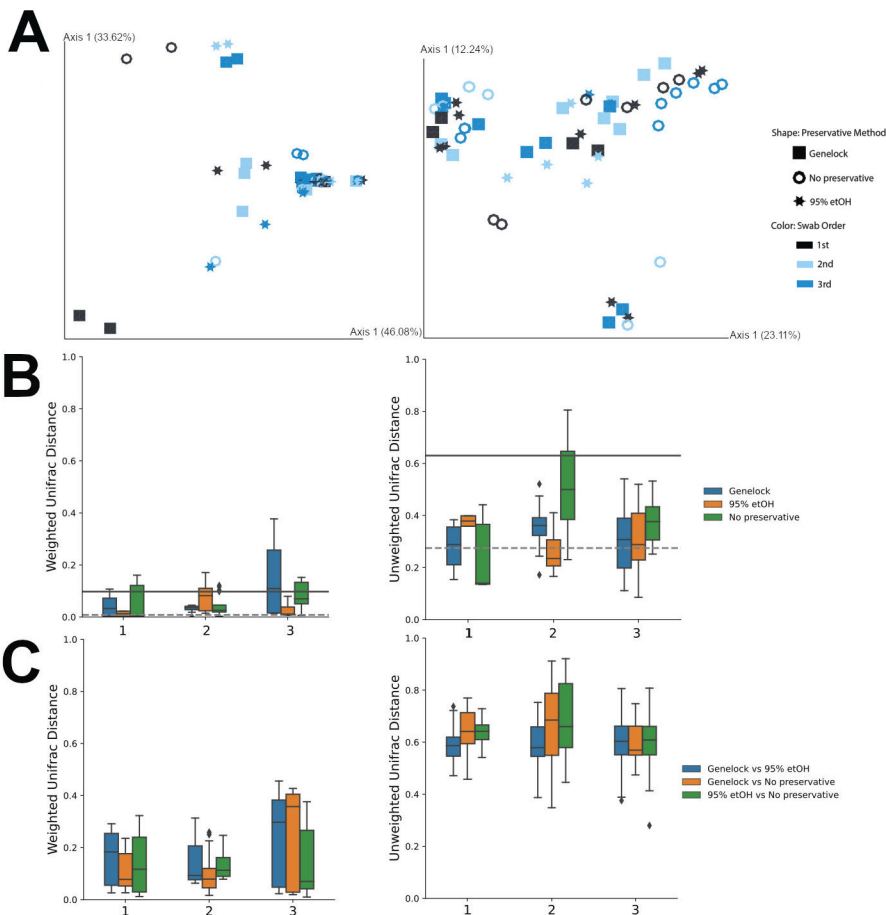 A
Axis 1 (33.62%)
Axis 1 (46.08%)
Axis 1 (12.24%)
Axis 1 (23.11%)
Shape: Preservative Method
Genelock
No preservative
95% etOH
Color: Swab Order
1st
2nd
3rd
B
Weighted Unifrac Distance
1.0
0.8
0.6
0.4
0.2
0.0
1 2 3
Unweighted Unifrac Distance
1.0
0.8
0.6
0.4
0.2
0.0
1 2 3
Genelock
95% etOH
No preservative
C
Weighted Unifrac Distance
1.0
0.8
0.6
0.4
0.2
0.0
1 2 3
Unweighted Unifrac Distance
1.0
0.8
0.6
0.4
0.2
0.0
1 2 3
Genelock vs 95% etOH
Genelock vs No preservative
95% etOH vs No preservative